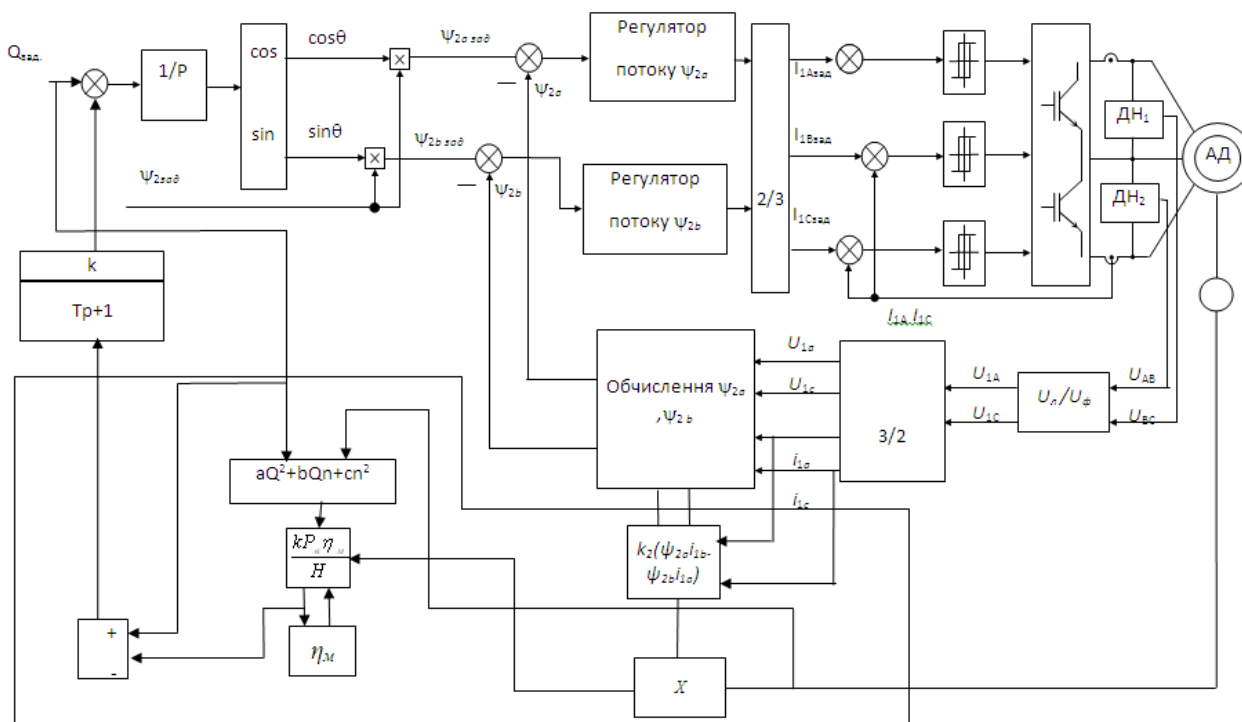 Qзад.
1/P
cos
sin
cosθ
sinθ
×
×
Ψ2зад
Ψ2a зад
Ψ2b зад
—
Ψ2a
—
Ψ2b
Регулятор
потоку ψ2a
Регулятор
потоку ψ2b
2/3
I1Aзад
I1Bзад
I1Cзад
ДН1
ДН2
АД
I1A, I1C
k
Tp+1
Обчислення ψ2a
,ψ2 b
U1a
U1c
i1a
i1c
3/2
U1A
U1C
Uл/Uф
UAB
UBC
aQ²+bQn+cn²
kPaηм
H
ηм
+
-
k2(ψ2ai1b-
ψ2bi1a)
X